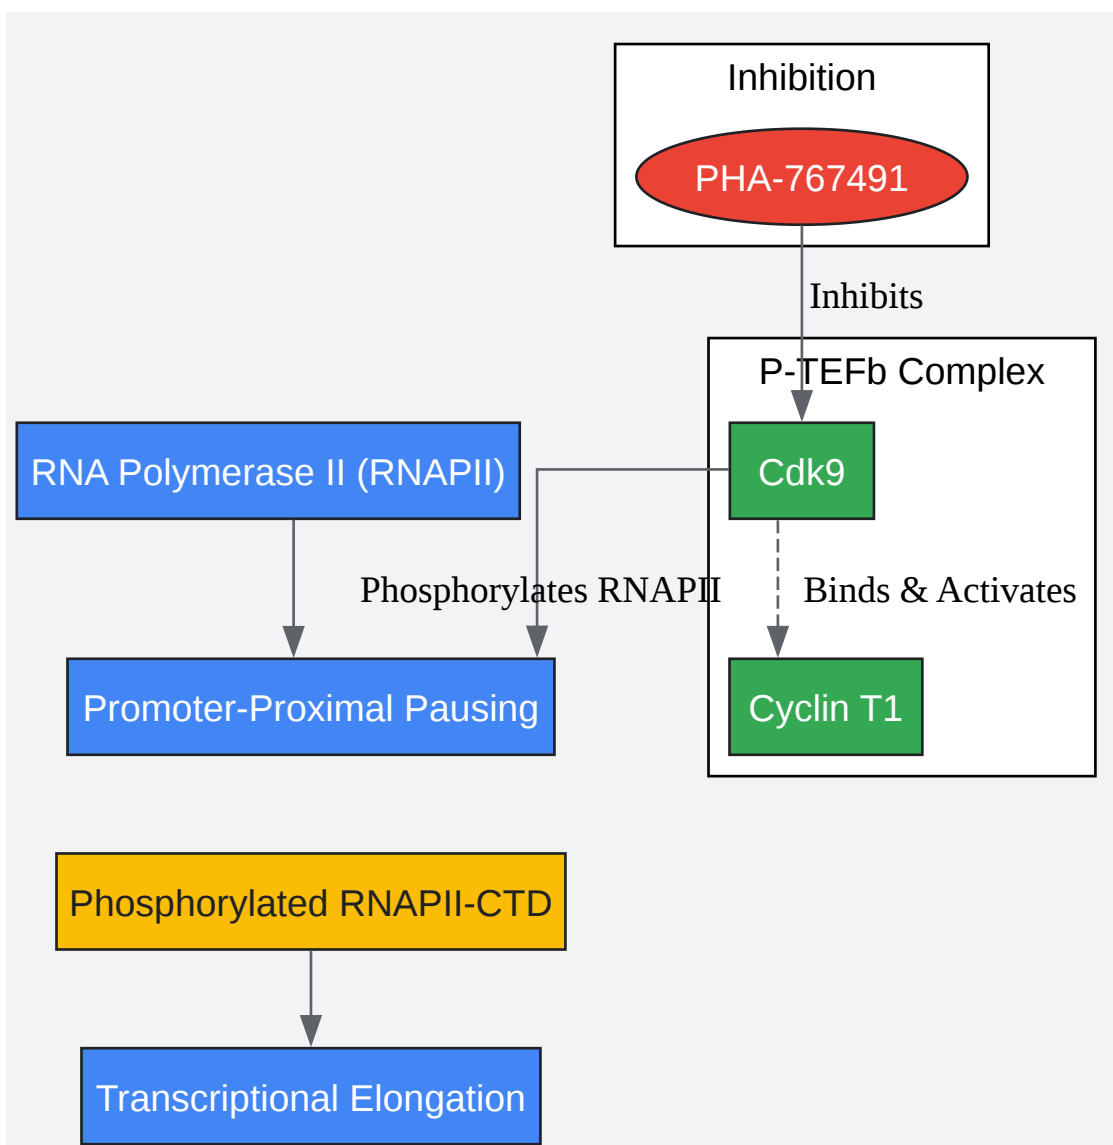 Inhibition
PHA-767491
Inhibits
P-TEFb Complex
RNA Polymerase II (RNAPII)
Cdk9
Phosphorylates RNAPII
Binds & Activates
Promoter-Proximal Pausing
Cyclin T1
Phosphorylated RNAPII-CTD
Transcriptional Elongation